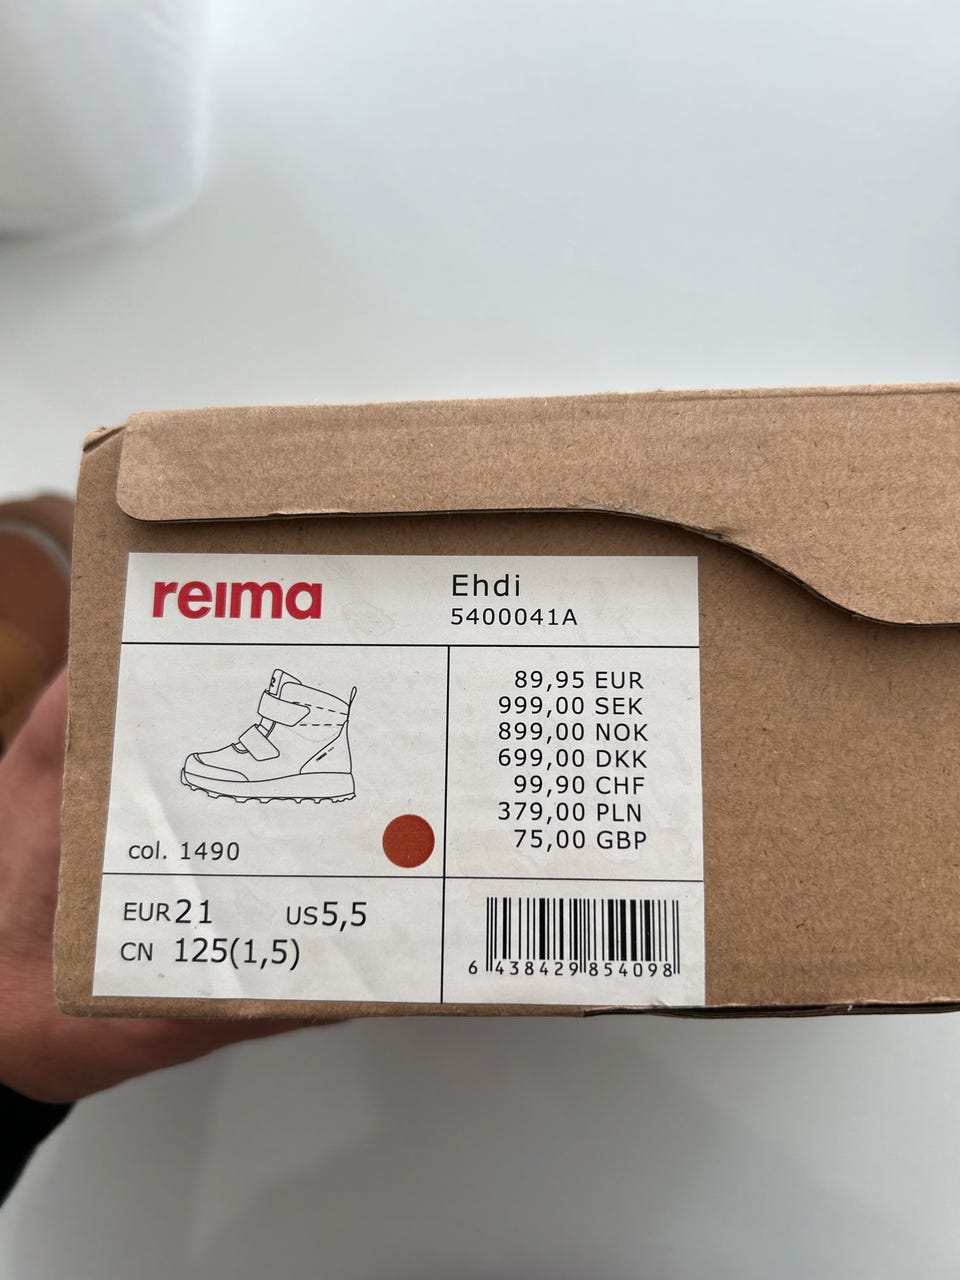 reima
Ehdi
5400041A
89,95 EUR
999,00 SEK
899,00 NOK
699,00 DKK
99,90 CHF
379,00 PLN
75,00 GBP
col. 1490
EUR 21 US 5,5
CN 125(1,5)
6 438429 854098